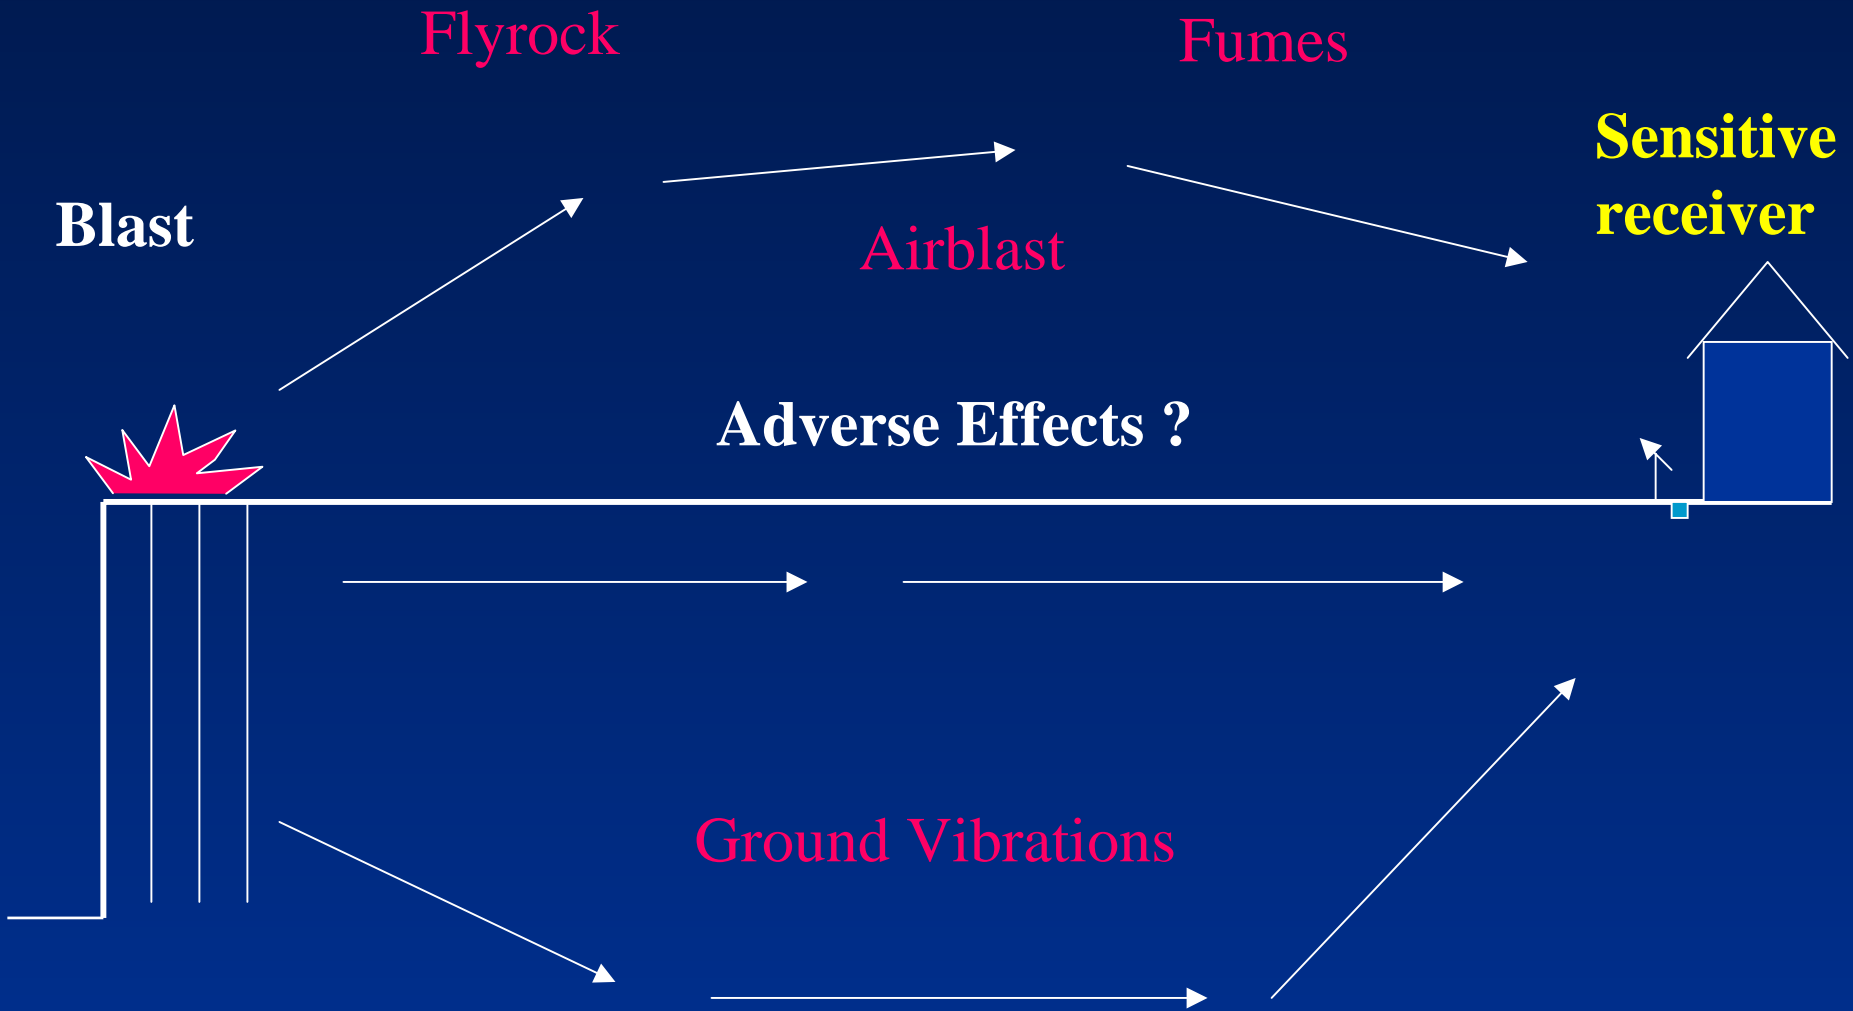 Flyrock
Fumes
Sensitive
receiver
Blast
Airblast
Adverse Effects ?
Ground Vibrations